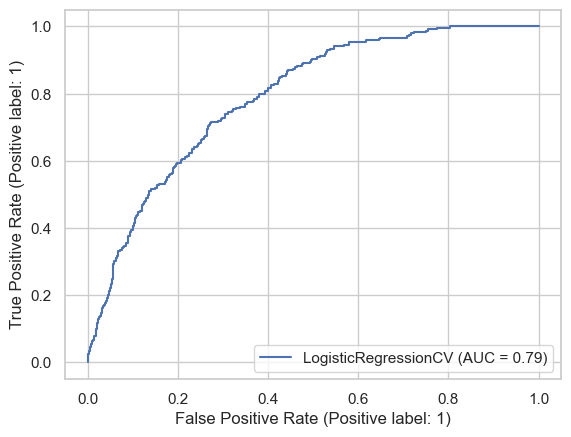 True Positive Rate (Positive label: 1)
1.0
0.8
0.6
0.4
0.2
0.0
LogisticRegressionCV (AUC = 0.79)
0.0 0.2 0.4 0.6 0.8 1.0
False Positive Rate (Positive label: 1)